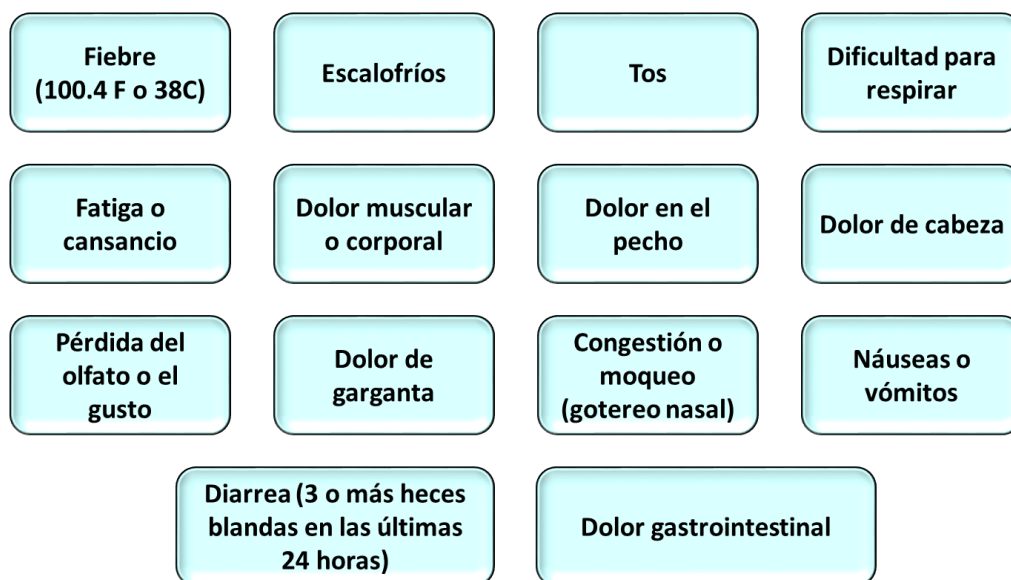 Fiebre
(100.4 F o 38C)
Escalofríos
Tos
Dificultad para
respirar
Fatiga o
cansancio
Dolor muscular
o corporal
Dolor en el
pecho
Dolor de cabeza
Pérdida del
olfato o el
gusto
Dolor de
garganta
Congestión o
moqueo
(gotereo nasal)
Náuseas o
vómitos
Diarrea (3 o más heces
blandas en las últimas
24 horas)
Dolor gastrointestinal